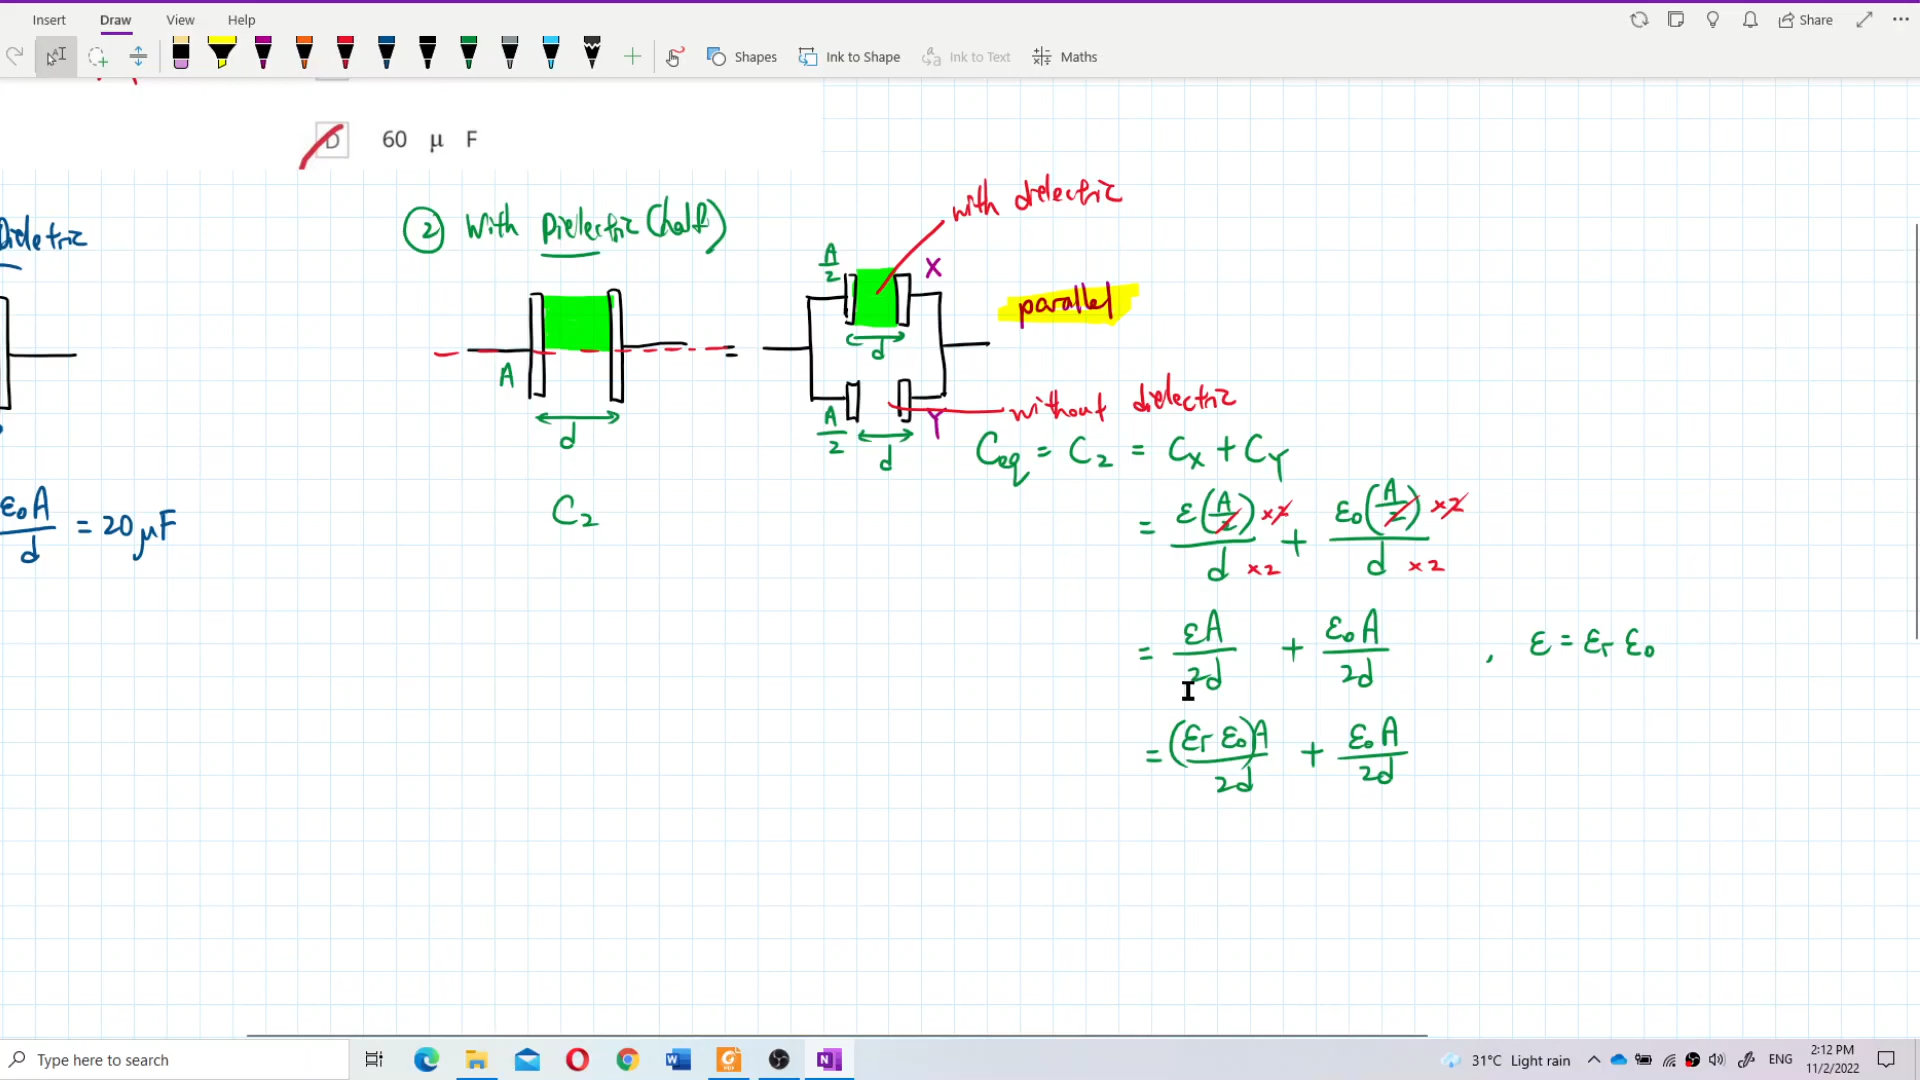 Insert Draw View Help
Share
Shapes Ink to Shape Ink to Text Maths
D 60 μ F
② With Dielectric (half)
with dielectric
A/2
X
parallel
d
A
d
without dielectric
A/2
Y
d
Ceq = C2 = CX + CY
C2
ε0A/d = 20 μF
= ε(A/2) ×2 / d ×2 + ε0(A/2) ×2 / d ×2
= εA/2d + ε0A/2d , ε = εr ε0
= (εr ε0)A/2d + ε0A/2d
Type here to search
31°C Light rain
ENG
2:12 PM
11/2/2022